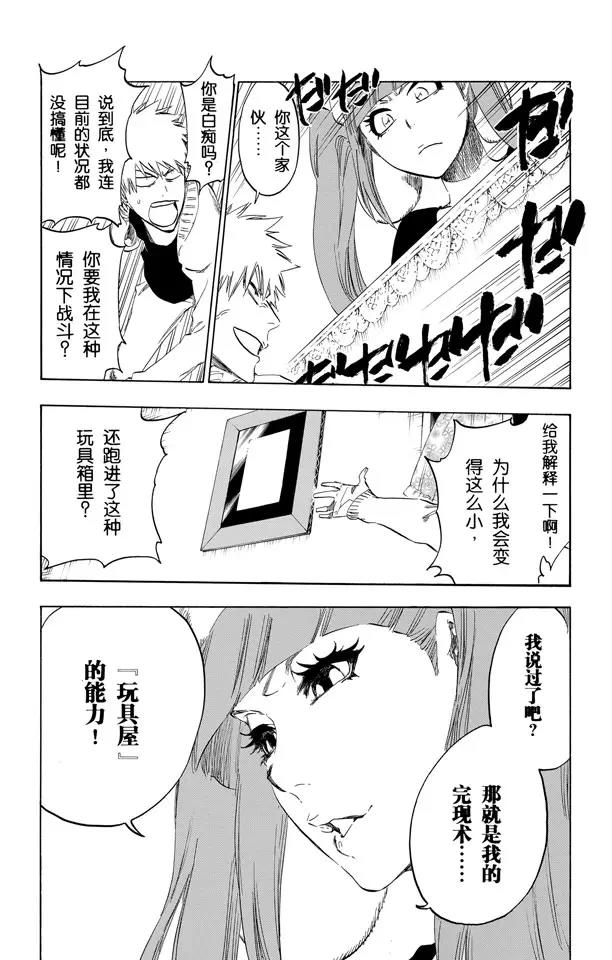 你这个家
伙……
你是白痴吗？
说到底，我连
目前的状况都
没搞懂呢！
你要我在这种
情况下战斗？
给我解释一下啊！
为什么我会变
得这么小，
还跑进了这种
玩具箱里？
我说过了吧？
那就是我的
完现术……
『玩具屋』
的能力！